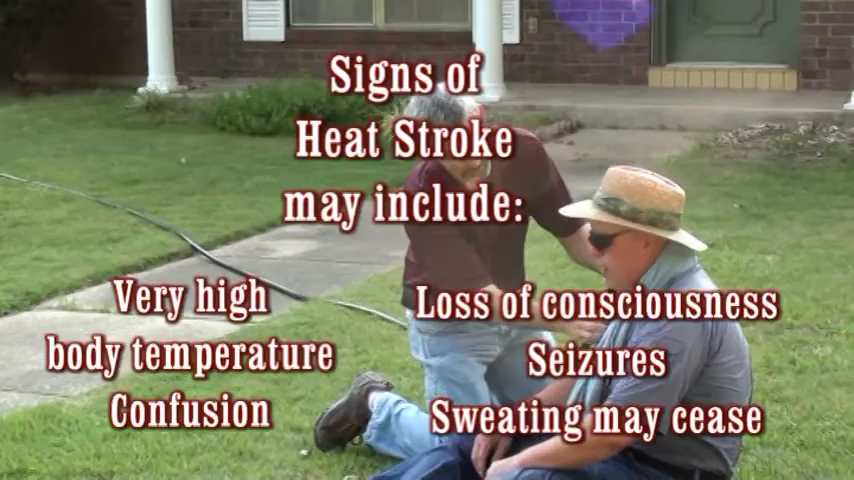 Signs of
Heat Stroke
may include:
Very high
body temperature
Confusion
Loss of consciousness
Seizures
Sweating may cease